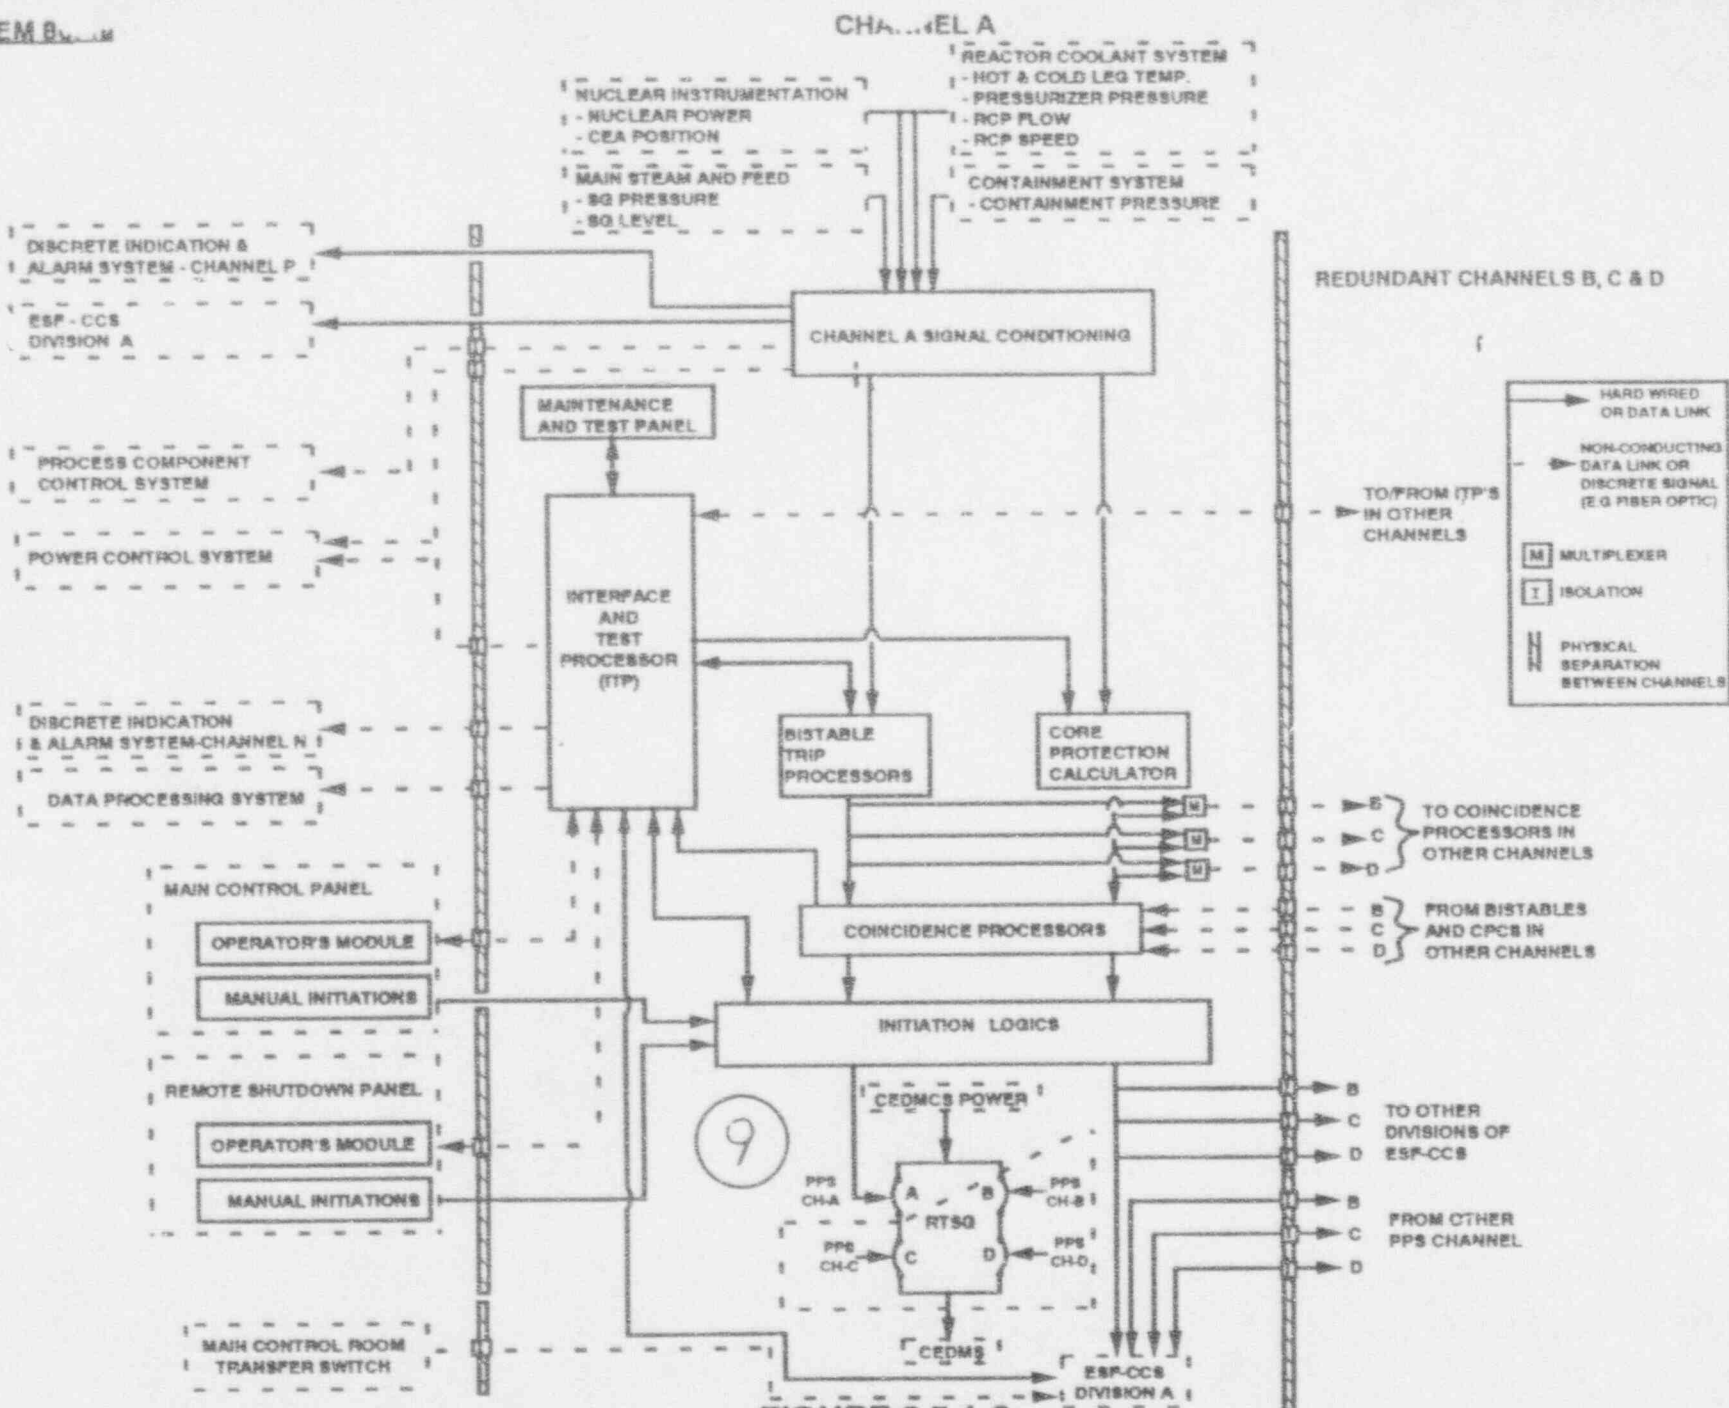 CHANNEL A
NUCLEAR INSTRUMENTATION
- NUCLEAR POWER
- CEA POSITION
REACTOR COOLANT SYSTEM
- HOT & COLD LEG TEMP.
- PRESSURIZER PRESSURE
- RCP FLOW
- RCP SPEED
MAIN STEAM AND FEED
- SG PRESSURE
- SG LEVEL
CONTAINMENT SYSTEM
- CONTAINMENT PRESSURE
DISCRETE INDICATION &
ALARM SYSTEM - CHANNEL P
ESF - CCS
DIVISION A
CHANNEL A SIGNAL CONDITIONING
REDUNDANT CHANNELS B, C & D
MAINTENANCE
AND TEST PANEL
HARD WIRED
OR DATA LINK
NON-CONDUCTING
DATA LINK OR
DISCRETE SIGNAL
(E.G FIBER OPTIC)
M MULTIPLEXER
I ISOLATION
PHYSICAL
SEPARATION
BETWEEN CHANNELS
PROCESS COMPONENT
CONTROL SYSTEM
TO/FROM ITP'S
IN OTHER
CHANNELS
POWER CONTROL SYSTEM
INTERFACE
AND
TEST
PROCESSOR
(ITP)
DISCRETE INDICATION
& ALARM SYSTEM-CHANNEL N
DATA PROCESSING SYSTEM
BISTABLE
TRIP
PROCESSORS
CORE
PROTECTION
CALCULATOR
M
M
M
B
C
D
TO COINCIDENCE
PROCESSORS IN
OTHER CHANNELS
MAIN CONTROL PANEL
OPERATOR'S MODULE
MANUAL INITIATIONS
COINCIDENCE PROCESSORS
B
C
D
FROM BISTABLES
AND CPCS IN
OTHER CHANNELS
INITIATION LOGICS
REMOTE SHUTDOWN PANEL
OPERATOR'S MODULE
MANUAL INITIATIONS
9
CEDMCS POWER
B
C
D
TO OTHER
DIVISIONS OF
ESF-CCS
PPS
CH-A
A
B
PPS
CH-B
RTSG
PPS
CH-C
C
D
PPS
CH-D
B
C
D
FROM OTHER
PPS CHANNEL
MAIN CONTROL ROOM
TRANSFER SWITCH
CEDMS
ESF-CCS
DIVISION A